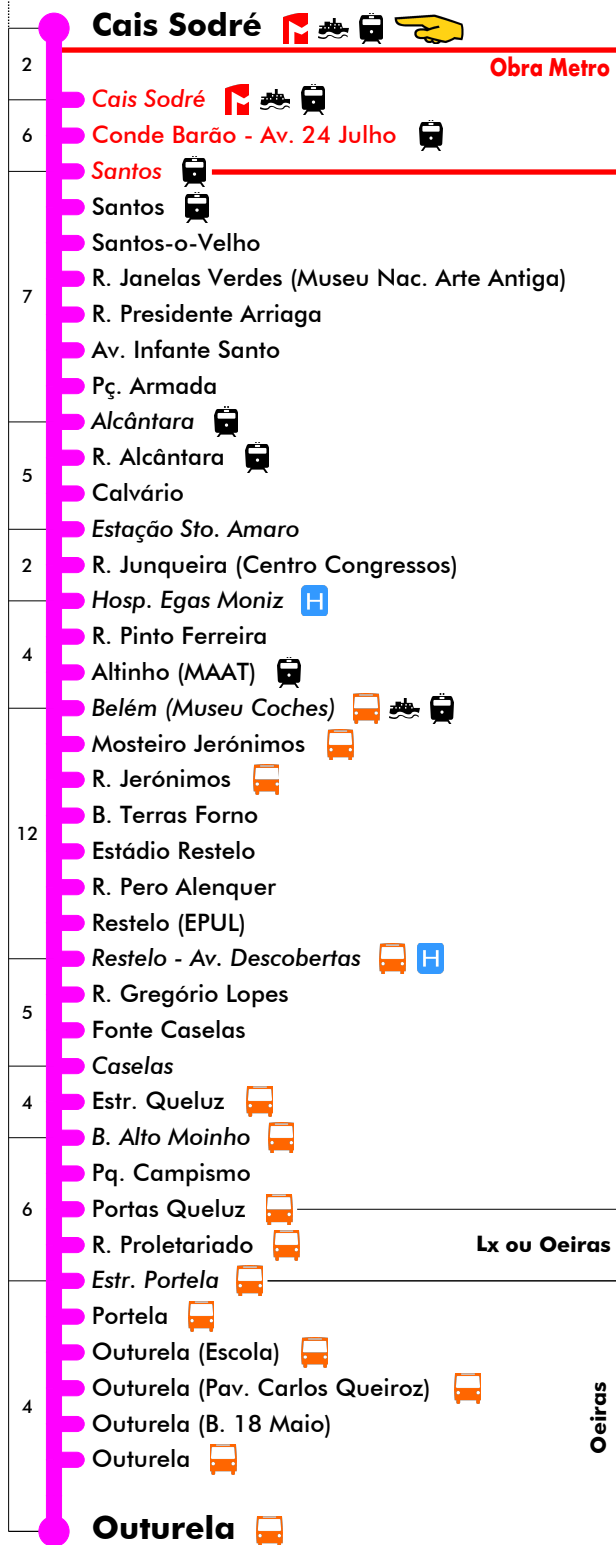 Cais Sodré
2
Obra Metro
Cais Sodré
6
Conde Barão - Av. 24 Julho
Santos
Santos
Santos-o-Velho
7
R. Janelas Verdes (Museu Nac. Arte Antiga)
R. Presidente Arriaga
Av. Infante Santo
Pç. Armada
Alcântara
5
R. Alcântara
Calvário
Estação Sto. Amaro
2
R. Junqueira (Centro Congressos)
Hosp. Egas Moniz H
4
R. Pinto Ferreira
Altinho (MAAT)
Belém (Museu Coches)
Mosteiro Jerónimos
R. Jerónimos
12
B. Terras Forno
Estádio Restelo
R. Pero Alenquer
Restelo (EPUL)
Restelo - Av. Descobertas H
5
R. Gregório Lopes
Fonte Caselas
Caselas
4
Estr. Queluz
B. Alto Moinho
Pq. Campismo
6
Portas Queluz
R. Proletariado
Lx ou Oeiras
Estr. Portela
Portela
Outurela (Escola)
4
Outurela (Pav. Carlos Queiroz)
Oeiras
Outurela (B. 18 Maio)
Outurela
Outurela